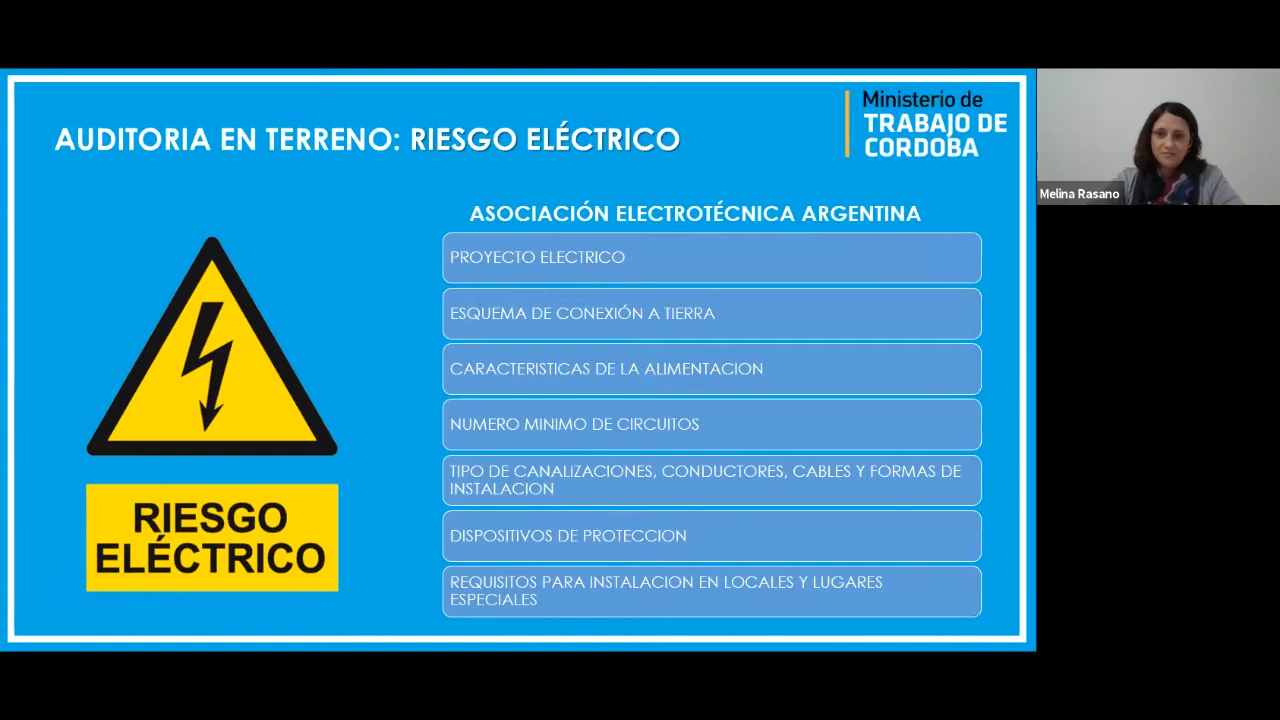 AUDITORIA EN TERRENO: RIESGO ELÉCTRICO
Ministerio de
TRABAJO DE
CORDOBA
Melina Rasano
ASOCIACIÓN ELECTROTÉCNICA ARGENTINA
PROYECTO ELECTRICO
ESQUEMA DE CONEXIÓN A TIERRA
CARACTERISTICAS DE LA ALIMENTACION
NUMERO MINIMO DE CIRCUITOS
TIPO DE CANALIZACIONES, CONDUCTORES, CABLES Y FORMAS DE
INSTALACION
DISPOSITIVOS DE PROTECCION
REQUISITOS PARA INSTALACION EN LOCALES Y LUGARES
ESPECIALES
RIESGO
ELÉCTRICO